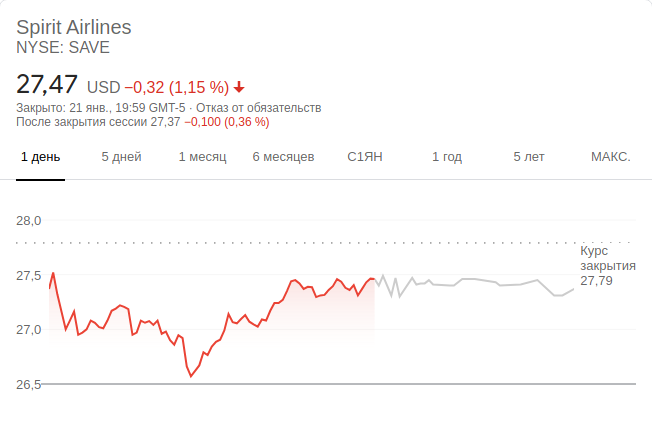 Spirit Airlines
NYSE: SAVE
27,47 USD −0,32 (1,15 %)
Закрыто: 21 янв., 19:59 GMT-5 · Отказ от обязательств
После закрытия сессии 27,37 −0,100 (0,36 %)
1 день 5 дней 1 месяц 6 месяцев С1ЯН 1 год 5 лет МАКС.
28,0
Курс
закрытия
27,79
27,5
27,0
26,5